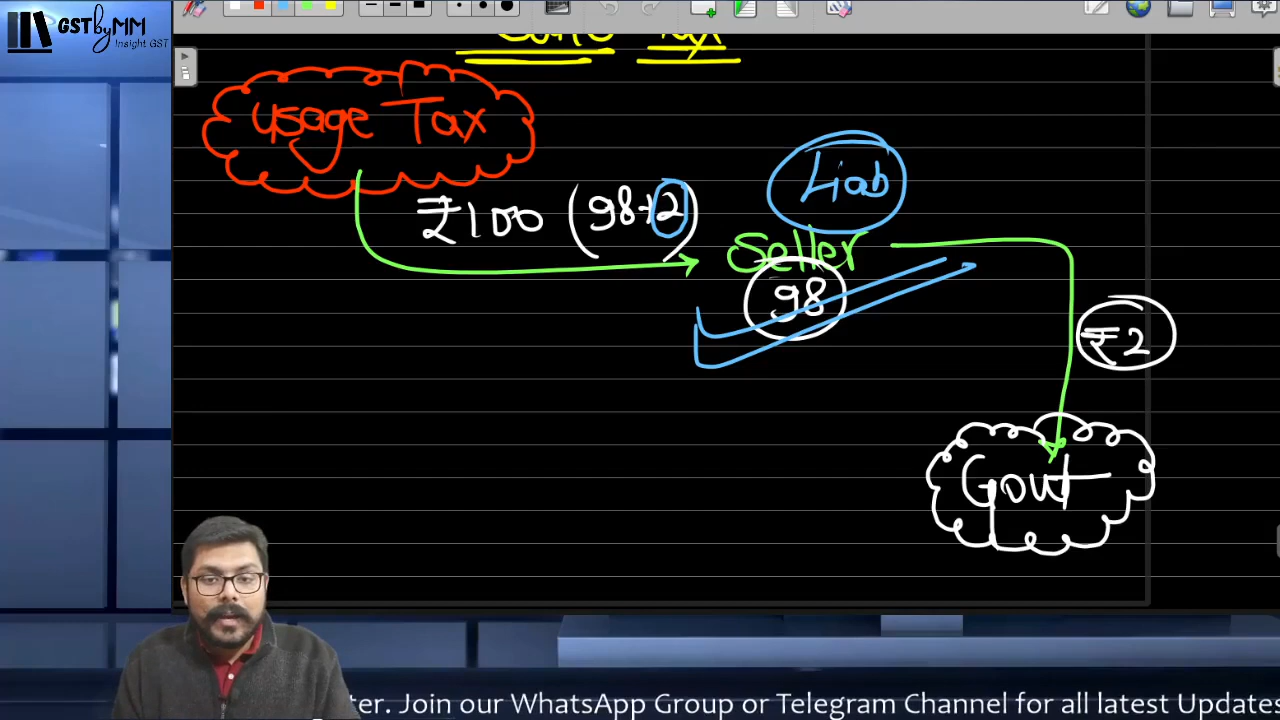 GSTbyMM
Insight GST
Tax
Usage Tax
₹100 (98+2)
Liab
Seller
98
₹2
Govt
ter. Join our WhatsApp Group or Telegram Channel for all latest Updates